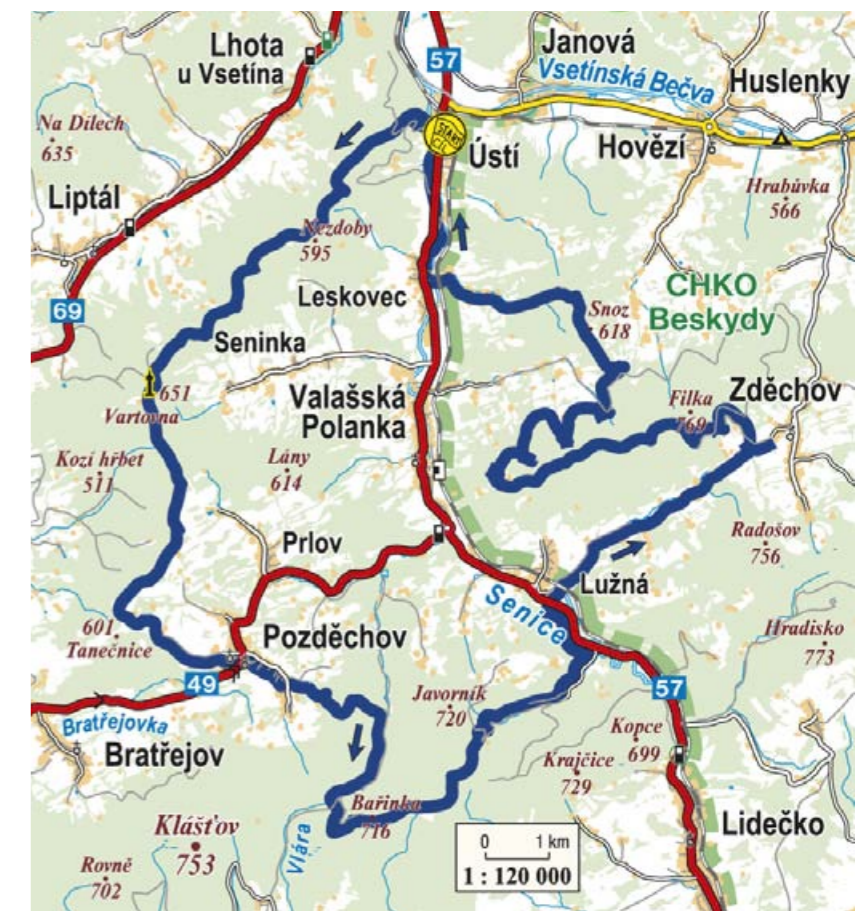 Lhota
u Vsetína
57
Janová
Vsetínská Bečva
Huslenky
Na Dílech
635
START
CÍL
Ústí
Hovězí
Hrabůvka
566
Liptál
Nezdoby
595
69
Leskovec
Snoz
618
CHKO
Beskydy
Seninka
651
Vartovna
Valašská
Polanka
Filka
769
Zděchov
Kozí hřbet
511
Lány
614
Prlov
Radošov
756
Lužná
Senice
601
Tanečnice
Pozděchov
Hradisko
773
49
57
Bratřejovka
Javorník
720
Kopce
699
Bratřejov
Krajčice
729
Klášťov
753
Vlára
Bařinka
716
0 1 km
1 : 120 000
Lidečko
Rovně
702